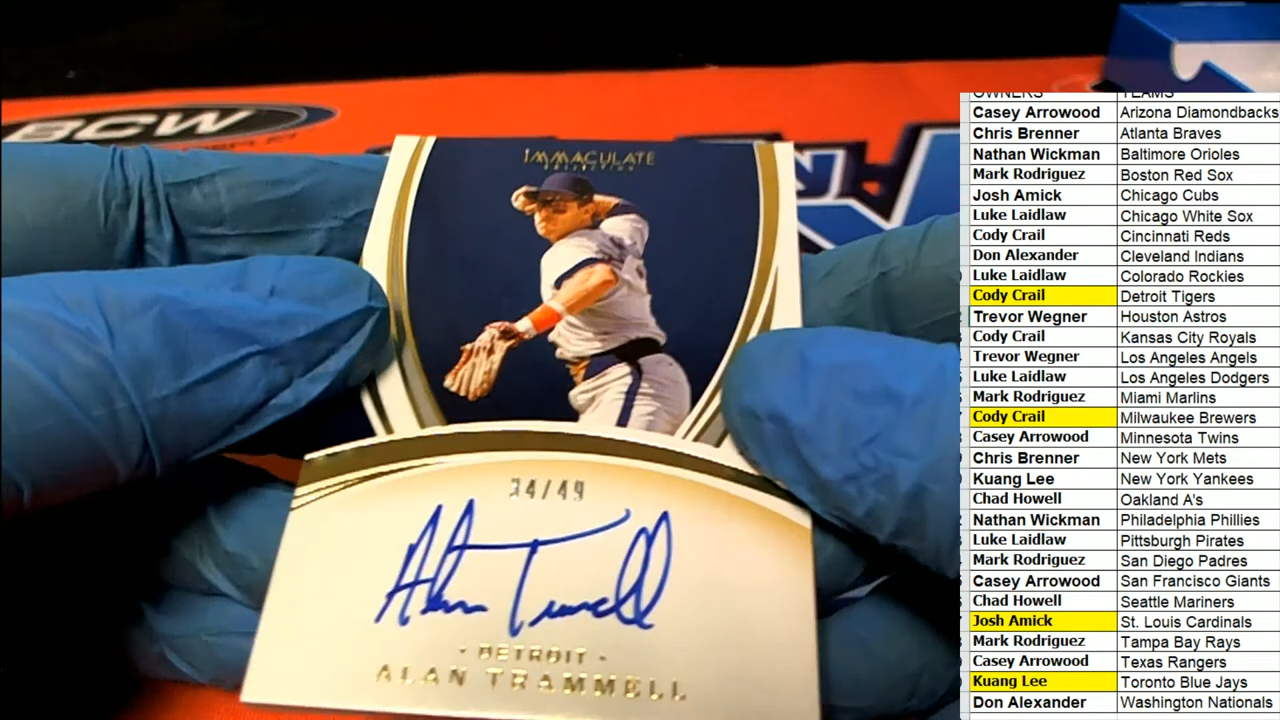 BCW
IMMACULATE
COLLECTION
34/49
Alan Trammell
· DETROIT ·
ALAN TRAMMELL
OWNERS TEAMS
Casey Arrowood Arizona Diamondbacks
Chris Brenner Atlanta Braves
Nathan Wickman Baltimore Orioles
Mark Rodriguez Boston Red Sox
Josh Amick Chicago Cubs
Luke Laidlaw Chicago White Sox
Cody Crail Cincinnati Reds
Don Alexander Cleveland Indians
Luke Laidlaw Colorado Rockies
Cody Crail Detroit Tigers
Trevor Wegner Houston Astros
Cody Crail Kansas City Royals
Trevor Wegner Los Angeles Angels
Luke Laidlaw Los Angeles Dodgers
Mark Rodriguez Miami Marlins
Cody Crail Milwaukee Brewers
Casey Arrowood Minnesota Twins
Chris Brenner New York Mets
Kuang Lee New York Yankees
Chad Howell Oakland A's
Nathan Wickman Philadelphia Phillies
Luke Laidlaw Pittsburgh Pirates
Mark Rodriguez San Diego Padres
Casey Arrowood San Francisco Giants
Chad Howell Seattle Mariners
Josh Amick St. Louis Cardinals
Mark Rodriguez Tampa Bay Rays
Casey Arrowood Texas Rangers
Kuang Lee Toronto Blue Jays
Don Alexander Washington Nationals